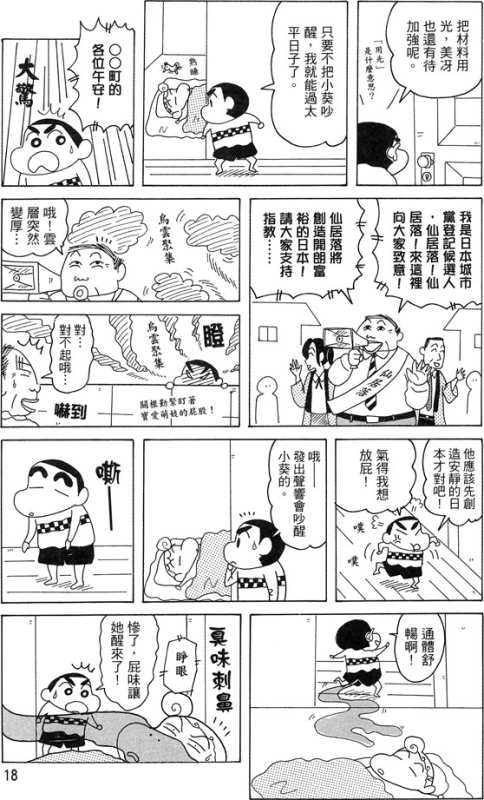 把材料用
光，美冴
也還有待
加強呢。
「用光」
是什麼意思？
只要不把小葵吵
醒，我就能過太
平日子了。
熟睡
○○町的
各位午安！
大驚
我是日本城市
黨登記候選人
，仙居落！仙
居落！來這裡
向大家致意！
仙居落將
創造開朗富
裕的日本！
請大家支持
指教……
仙居落
烏雲聚集
哦！雲
層突然
變厚…
瞪
烏雲聚集
關根勤緊盯著
寶愛萌妓的屁股！
對…
對不起哦…
嚇到
他應該先創
造安靜的日
本才對吧！
氣得我想
放屁！
噗
噗
哦——
發出聲響會吵醒
小葵的。
嘶——
通體舒
暢啊！
臭味刺鼻
睜眼
慘了，屁味讓
她醒來了！
18